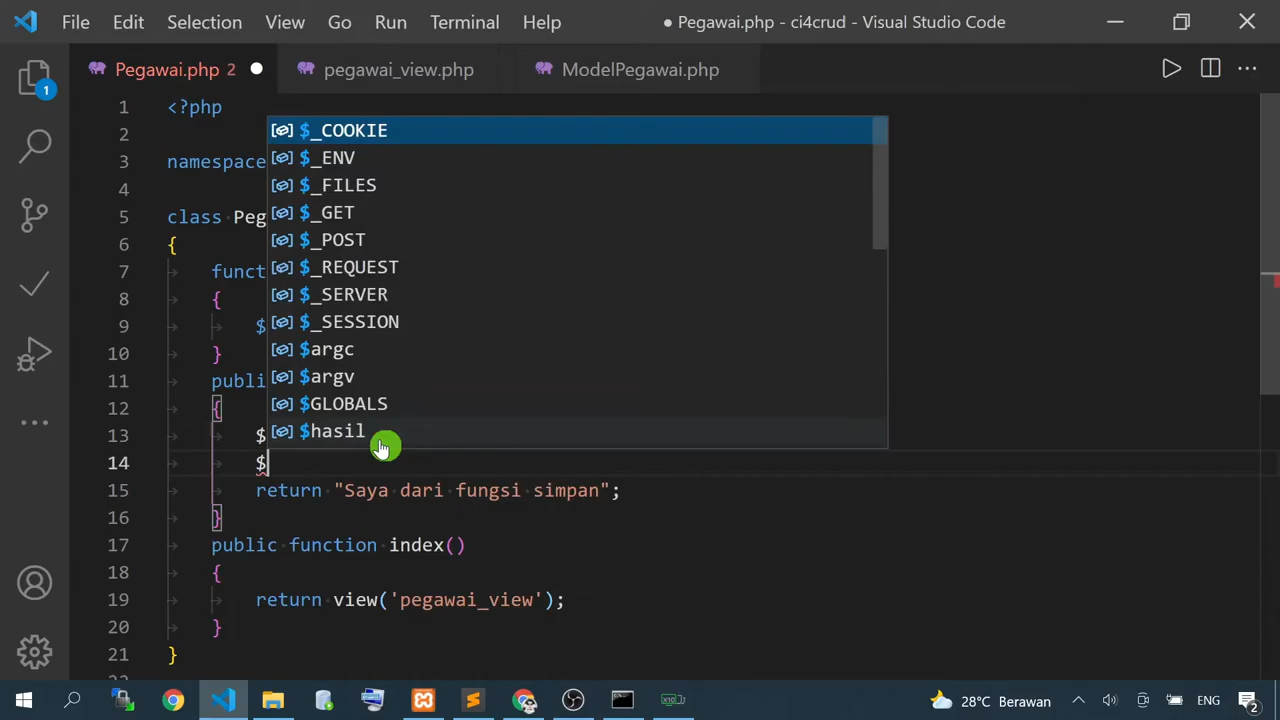 File Edit Selection View Go Run Terminal Help
● Pegawai.php - ci4crud - Visual Studio Code
Pegawai.php 2 ●
pegawai_view.php
ModelPegawai.php
1
1 <?php
2
3 namespace
4
5 class Peg
6 {
7 funct
8 {
9 $
10 }
11 publi
12 {
13 $
14 $
15 return "Saya dari fungsi simpan";
16 }
17 public function index()
18 {
19 return view('pegawai_view');
20 }
21 }
$_COOKIE
$_ENV
$_FILES
$_GET
$_POST
$_REQUEST
$_SERVER
$_SESSION
$argc
$argv
$GLOBALS
$hasil
28°C Berawan
ENG
2